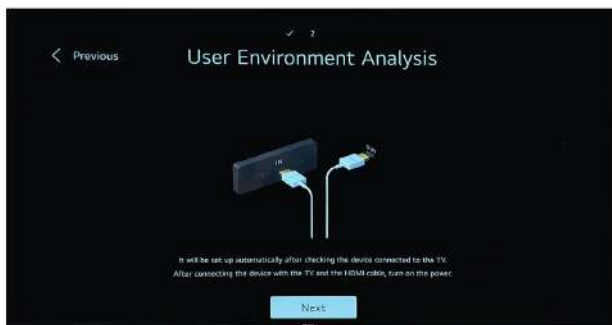 ✓ 2
Previous
User Environment Analysis
IN
It will be set up automatically after checking the device connected to the TV.
After connecting the device with the TV and the HDMI cable, turn on the power.
Next